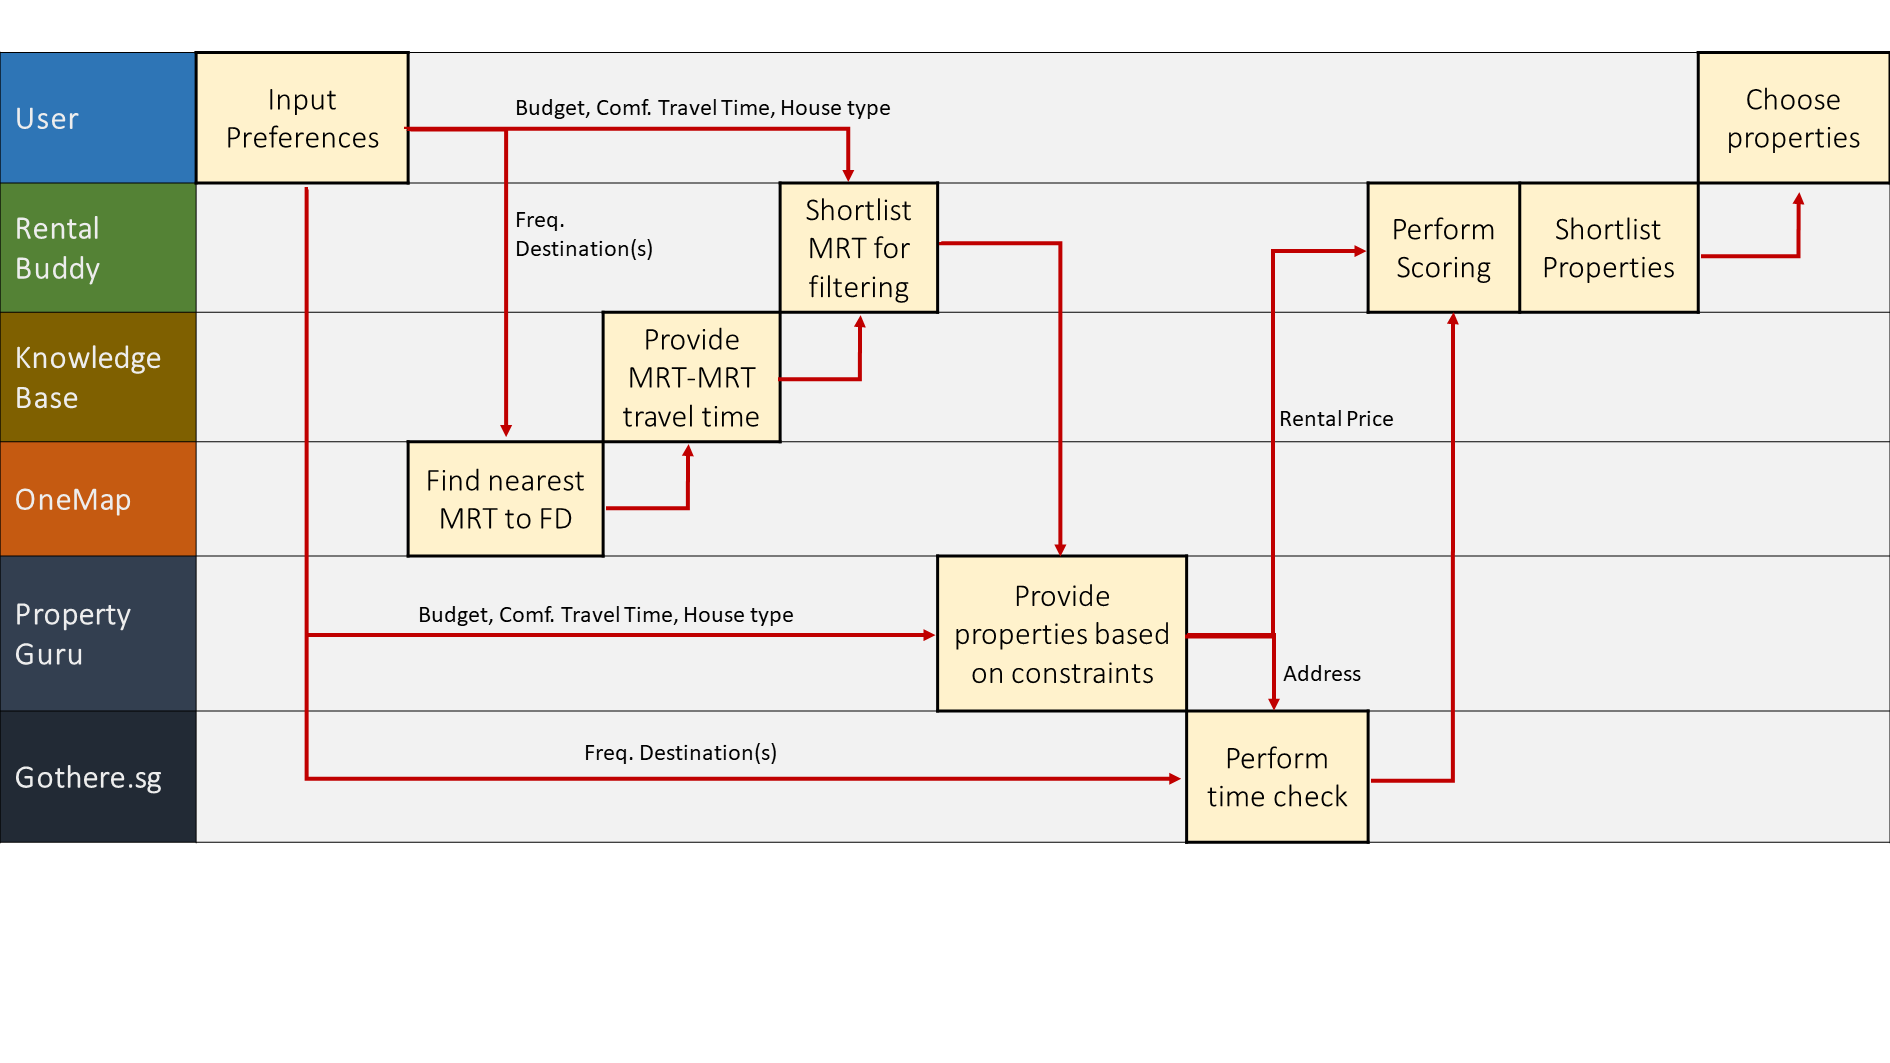 User
Input
Preferences
Budget, Comf. Travel Time, House type
Choose
properties
Rental
Buddy
Freq.
Destination(s)
Shortlist
MRT for
filtering
Perform
Scoring
Shortlist
Properties
Knowledge
Base
Provide
MRT-MRT
travel time
Rental Price
OneMap
Find nearest
MRT to FD
Property
Guru
Budget, Comf. Travel Time, House type
Provide
properties based
on constraints
Address
Gothere.sg
Freq. Destination(s)
Perform
time check